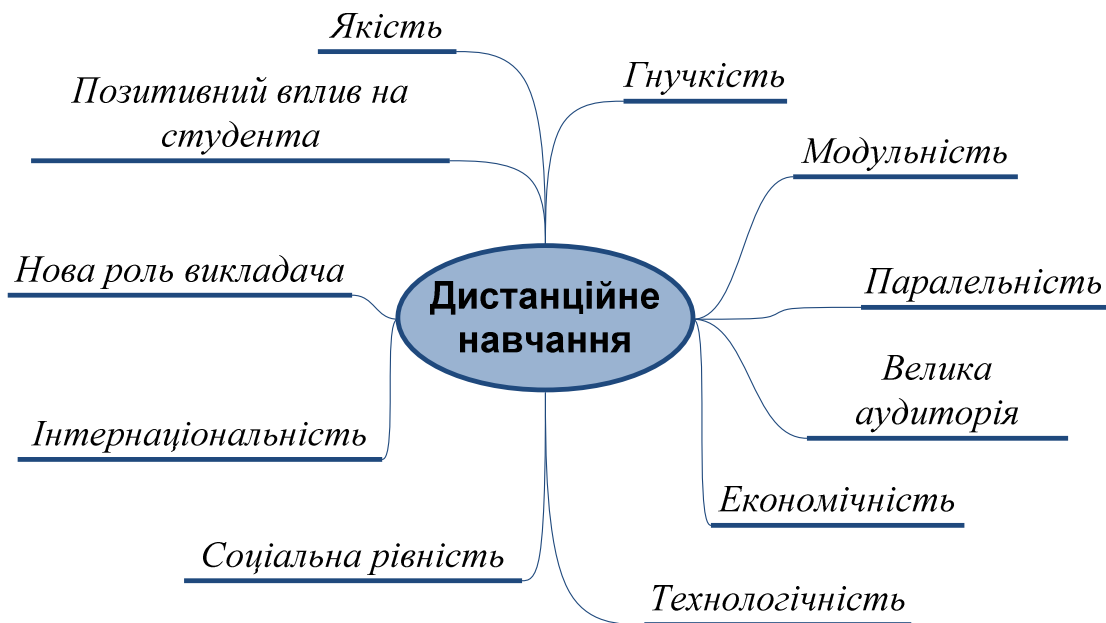 Якість
Гнучкість
Позитивний вплив на
студента
Модульність
Нова роль викладача
Дистанційне
навчання
Паралельність
Велика
аудиторія
Інтернаціональність
Економічність
Соціальна рівність
Технологічність